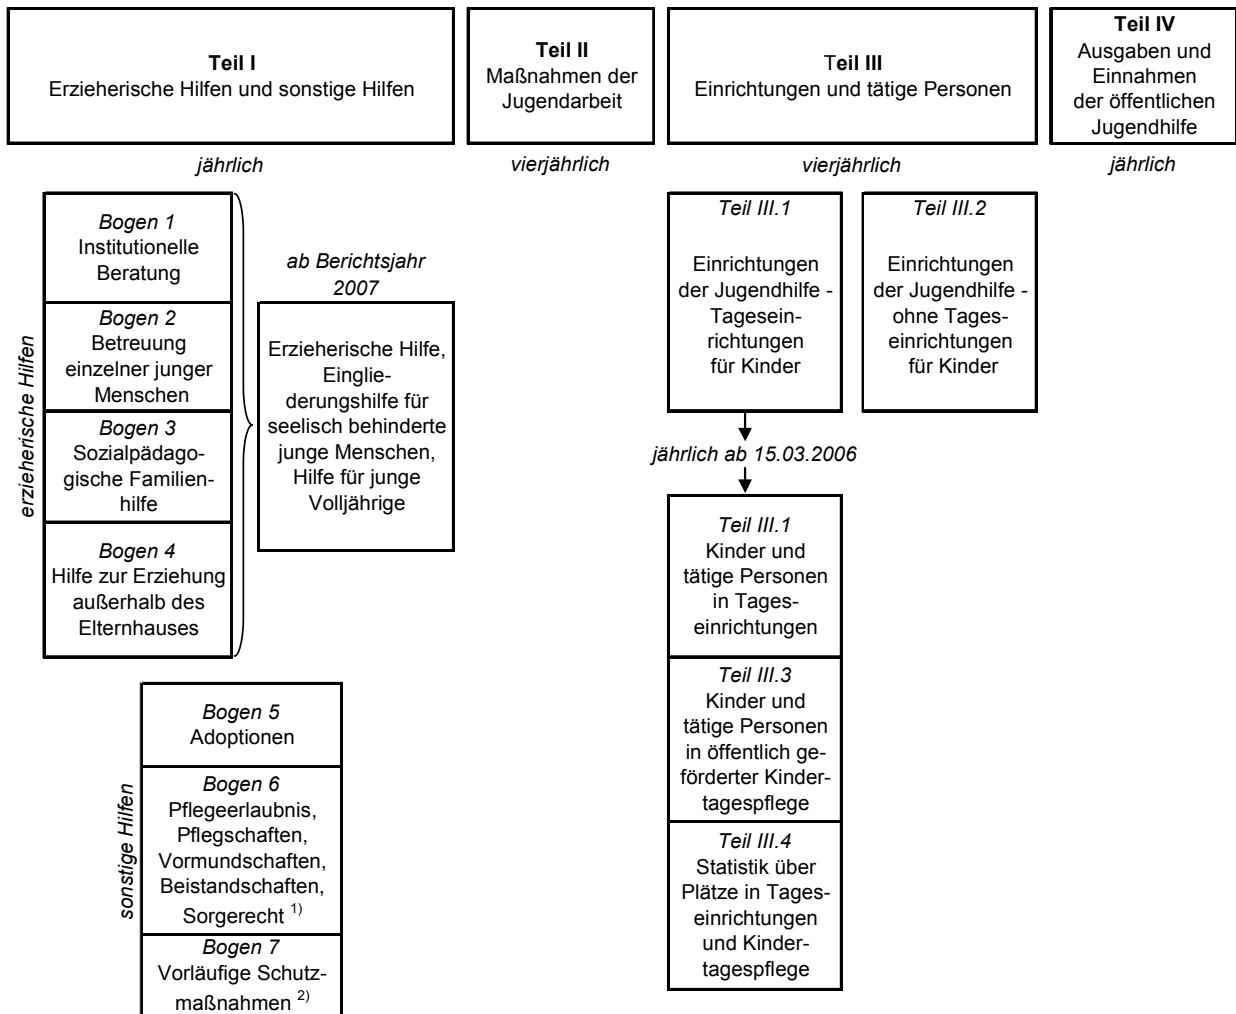 Teil I
Erzieherische Hilfen und sonstige Hilfen
Teil II
Maßnahmen der
Jugendarbeit
Teil III
Einrichtungen und tätige Personen
Teil IV
Ausgaben und
Einnahmen
der öffentlichen
Jugendhilfe
jährlich
vierjährlich
vierjährlich
jährlich
erzieherische Hilfen
Bogen 1
Institutionelle
Beratung
Bogen 2
Betreuung
einzelner junger
Menschen
Bogen 3
Sozialpädago-
gische Familien-
hilfe
Bogen 4
Hilfe zur Erziehung
außerhalb des
Elternhauses
ab Berichtsjahr
2007
Erzieherische Hilfe,
Einglie-
derungshilfe für
seelisch behinderte
junge Menschen,
Hilfe für junge
Volljährige
sonstige Hilfen
Bogen 5
Adoptionen
Bogen 6
Pflegeerlaubnis,
Pflegschaften,
Vormundschaften,
Beistandschaften,
Sorgerecht 1)
Bogen 7
Vorläufige Schutz-
maßnahmen 2)
Teil III.1
Einrichtungen
der Jugendhilfe -
Tagesein-
richtungen
für Kinder
Teil III.2
Einrichtungen
der Jugendhilfe -
ohne Tages-
einrichtungen
für Kinder
jährlich ab 15.03.2006
Teil III.1
Kinder und
tätige Personen
in Tages-
einrichtungen
Teil III.3
Kinder und
tätige Personen
in öffentlich ge-
förderter Kinder-
tagespflege
Teil III.4
Statistik über
Plätze in Tages-
einrichtungen
und Kinder-
tagespflege